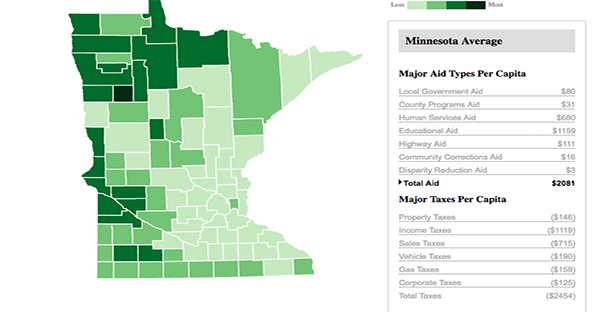 Less Most
Minnesota Average
Major Aid Types Per Capita
Local Government Aid $80
County Programs Aid $31
Human Services Aid $680
Educational Aid $1159
Highway Aid $111
Community Corrections Aid $16
Disparity Reduction Aid $3
Total Aid $2081
Major Taxes Per Capita
Property Taxes ($146)
Income Taxes ($1119)
Sales Taxes ($715)
Vehicle Taxes ($190)
Gas Taxes ($159)
Corporate Taxes ($125)
Total Taxes ($2454)